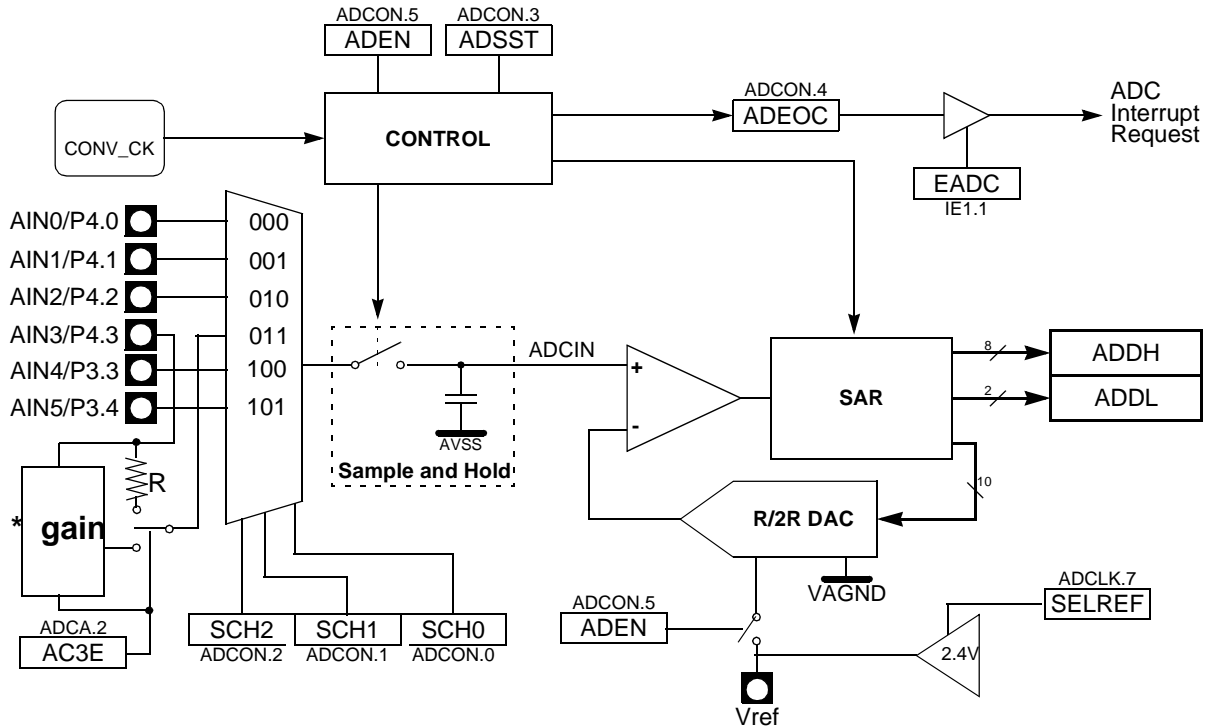 ADCON.5
ADEN
ADCON.3
ADSST
CONV_CK
CONTROL
ADCON.4
ADEOC
ADC
Interrupt
Request
EADC
IE1.1
AIN0/P4.0
AIN1/P4.1
AIN2/P4.2
AIN3/P4.3
AIN4/P3.3
AIN5/P3.4
000
001
010
011
100
101
ADCIN
AVSS
Sample and Hold
+
-
SAR
8
ADDH
2
ADDL
10
R
* gain
R/2R DAC
VAGND
ADCON.5
ADEN
ADCLK.7
SELREF
2.4V
Vref
ADCA.2
AC3E
SCH2
SCH1
SCH0
ADCON.2
ADCON.1
ADCON.0